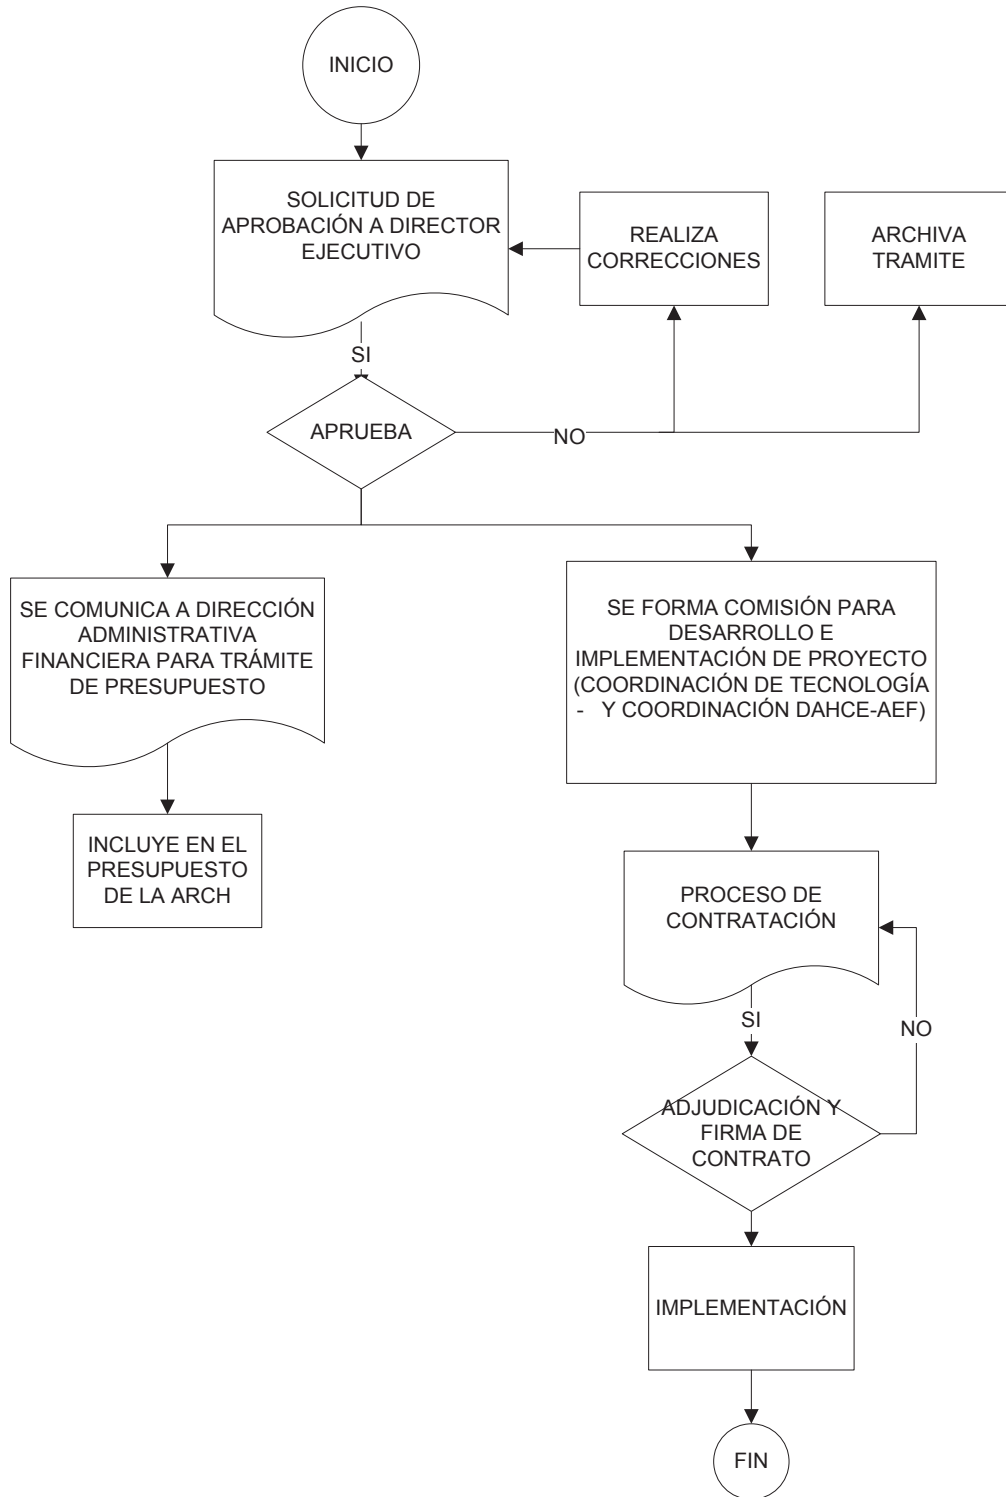 INICIO
SOLICITUD DE
APROBACIÓN A DIRECTOR
EJECUTIVO
REALIZA
CORRECCIONES
ARCHIVA
TRAMITE
SI
APRUEBA
NO
SE COMUNICA A DIRECCIÓN
ADMINISTRATIVA
FINANCIERA PARA TRÁMITE
DE PRESUPUESTO
SE FORMA COMISIÓN PARA
DESARROLLO E
IMPLEMENTACIÓN DE PROYECTO
(COORDINACIÓN DE TECNOLOGÍA
- Y COORDINACIÓN DAHCE-AEF)
INCLUYE EN EL
PRESUPUESTO
DE LA ARCH
PROCESO DE
CONTRATACIÓN
SI
NO
ADJUDICACIÓN Y
FIRMA DE
CONTRATO
IMPLEMENTACIÓN
FIN